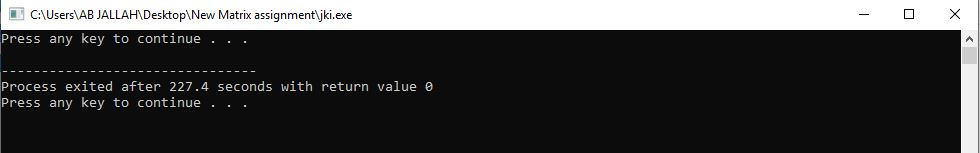 C:\Users\AB JALLAH\Desktop\New Matrix assignment\jki.exe
Press any key to continue . . .
--------------------------------
Process exited after 227.4 seconds with return value 0
Press any key to continue . . .